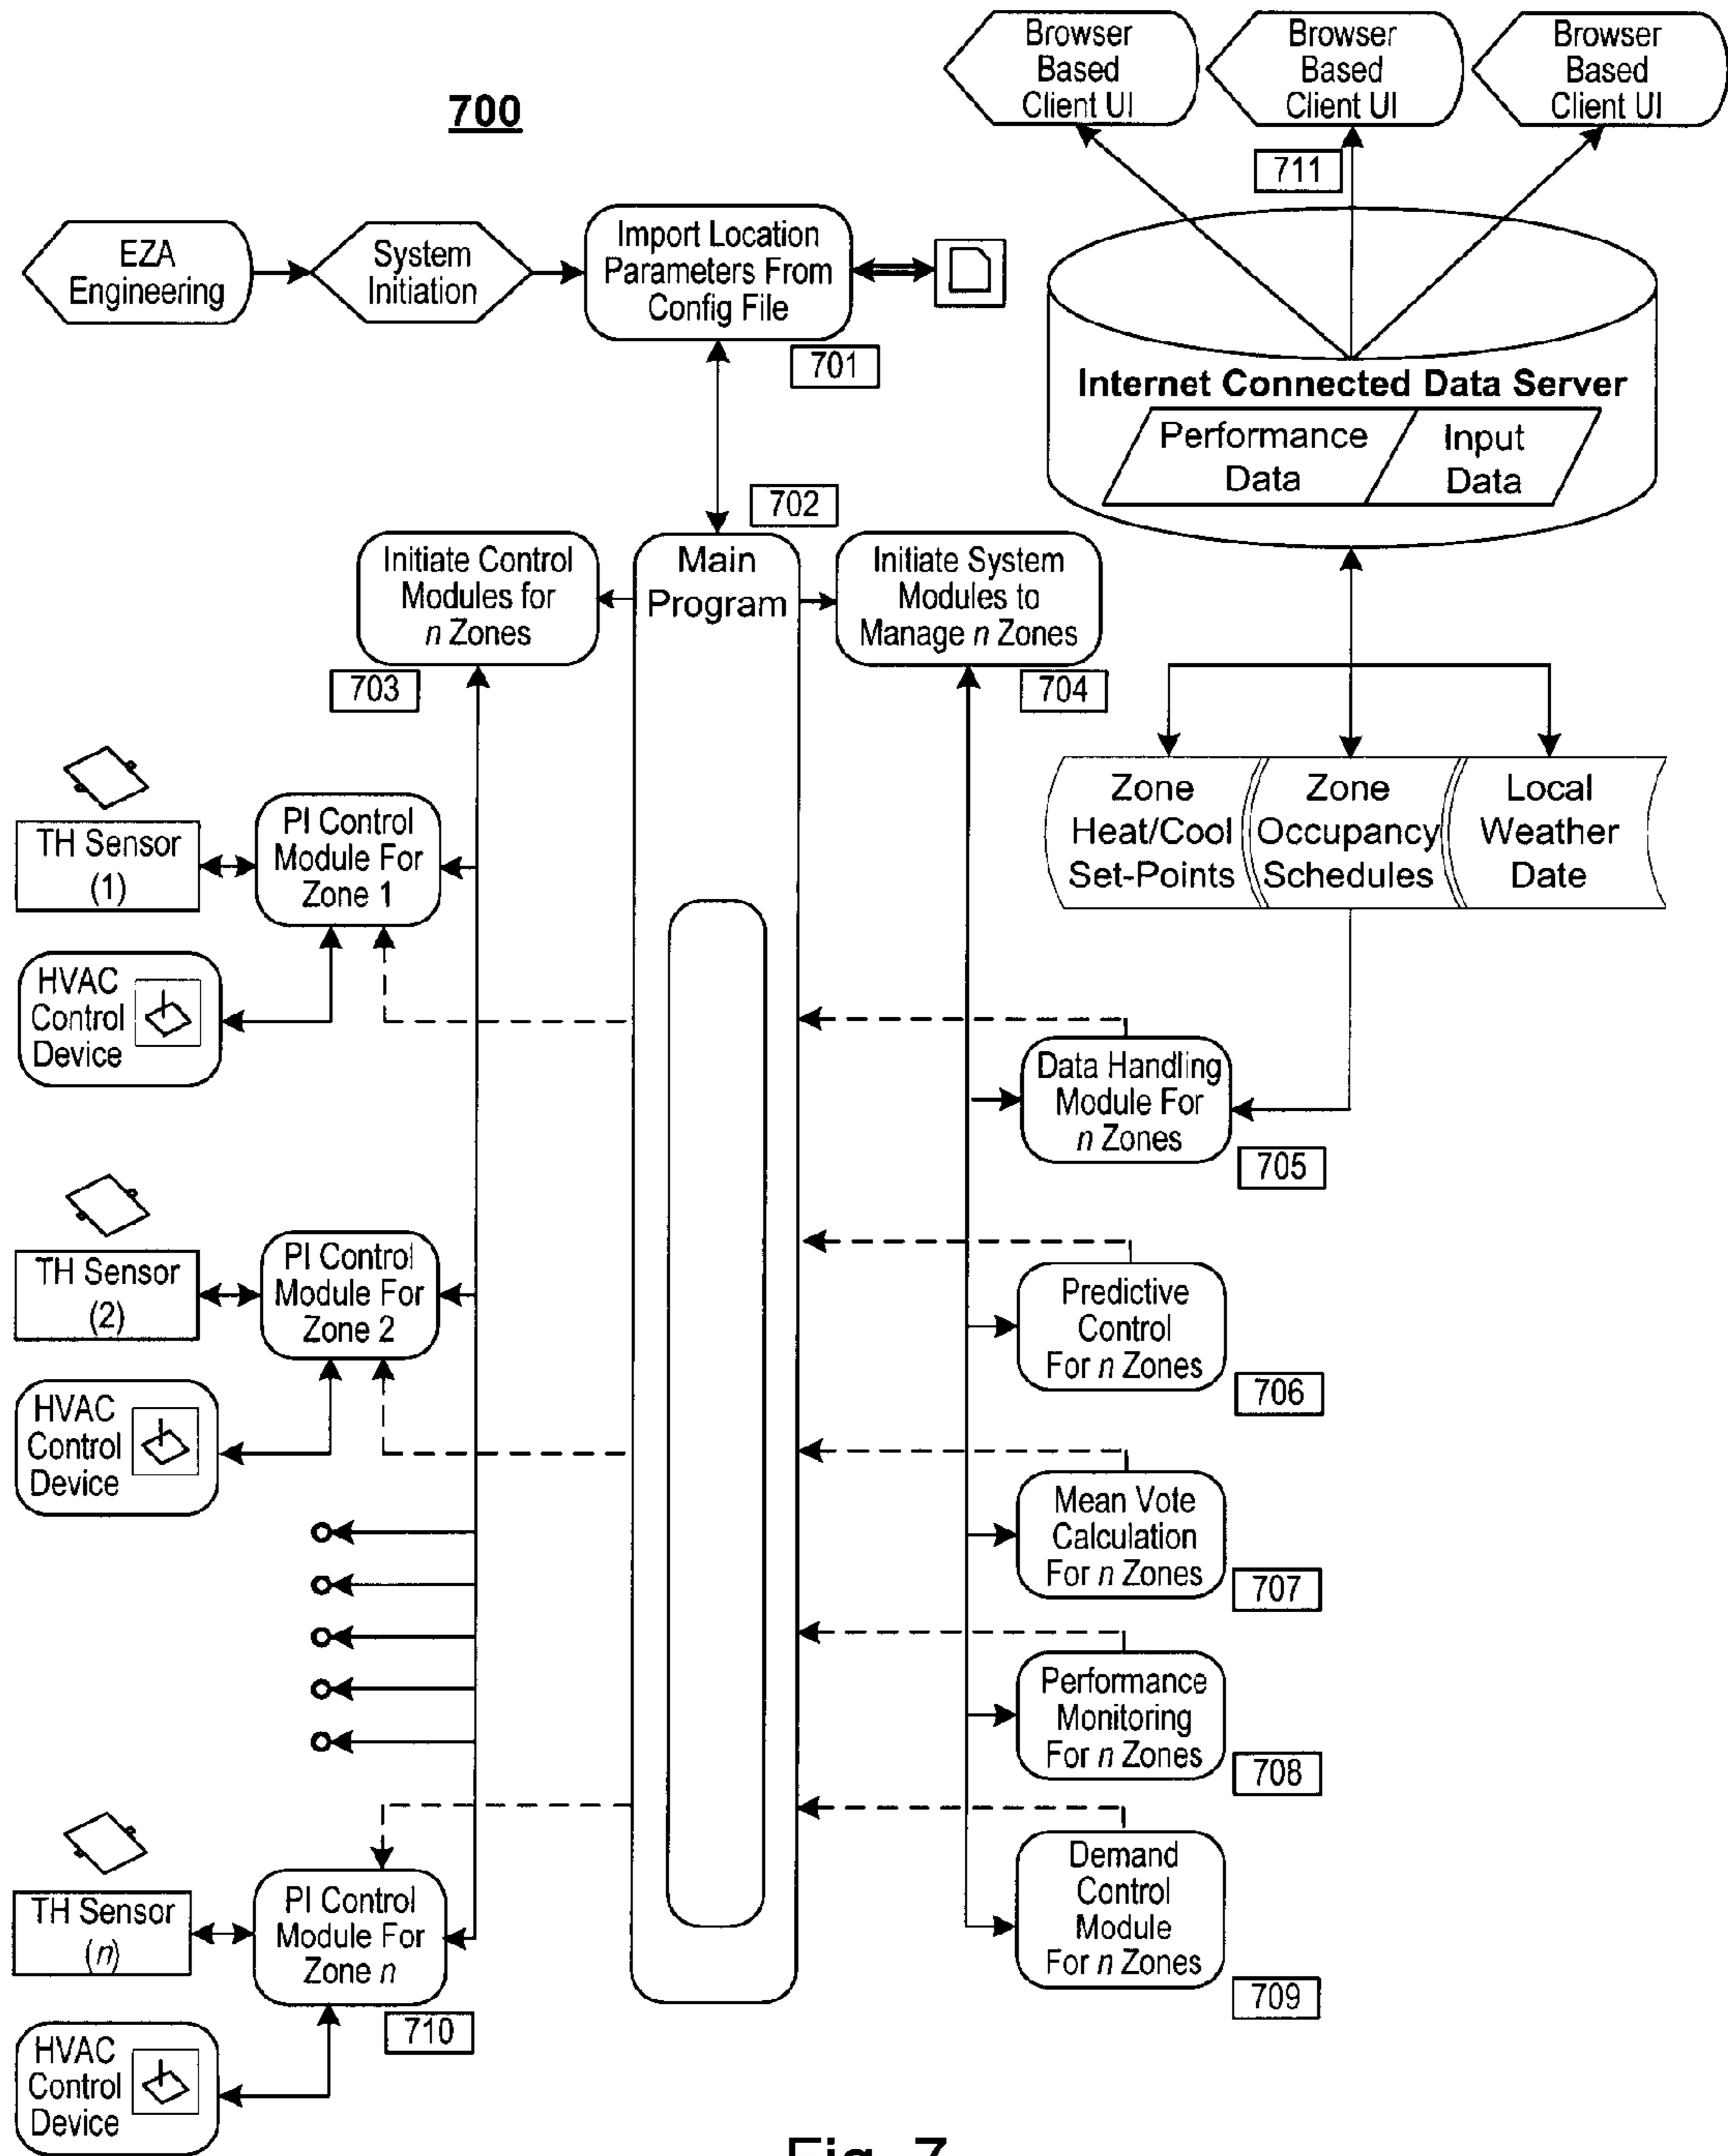 700
Browser
Based
Client UI
Browser
Based
Client UI
Browser
Based
Client UI
711
EZA
Engineering
System
Initiation
Import Location
Parameters From
Config File
701
Internet Connected Data Server
Performance
Data
Input
Data
702
Main
Program
Initiate Control
Modules for
n Zones
703
Initiate System
Modules to
Manage n Zones
704
Zone
Heat/Cool
Set-Points
Zone
Occupancy
Schedules
Local
Weather
Date
TH Sensor
(1)
PI Control
Module For
Zone 1
HVAC
Control
Device
Data Handling
Module For
n Zones
705
TH Sensor
(2)
PI Control
Module For
Zone 2
HVAC
Control
Device
Predictive
Control
For n Zones
706
Mean Vote
Calculation
For n Zones
707
Performance
Monitoring
For n Zones
708
Demand
Control
Module
For n Zones
709
TH Sensor
(n)
PI Control
Module For
Zone n
710
HVAC
Control
Device
Fig. 7